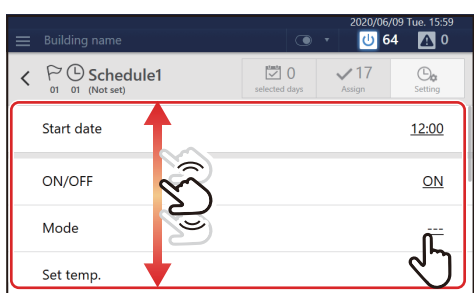 2020/06/09 Tue. 15:59
Building name
64
0
Schedule1
01 01 (Not set)
0
selected days
17
Assign
Setting
Start date
12:00
ON/OFF
ON
Mode
---
Set temp.